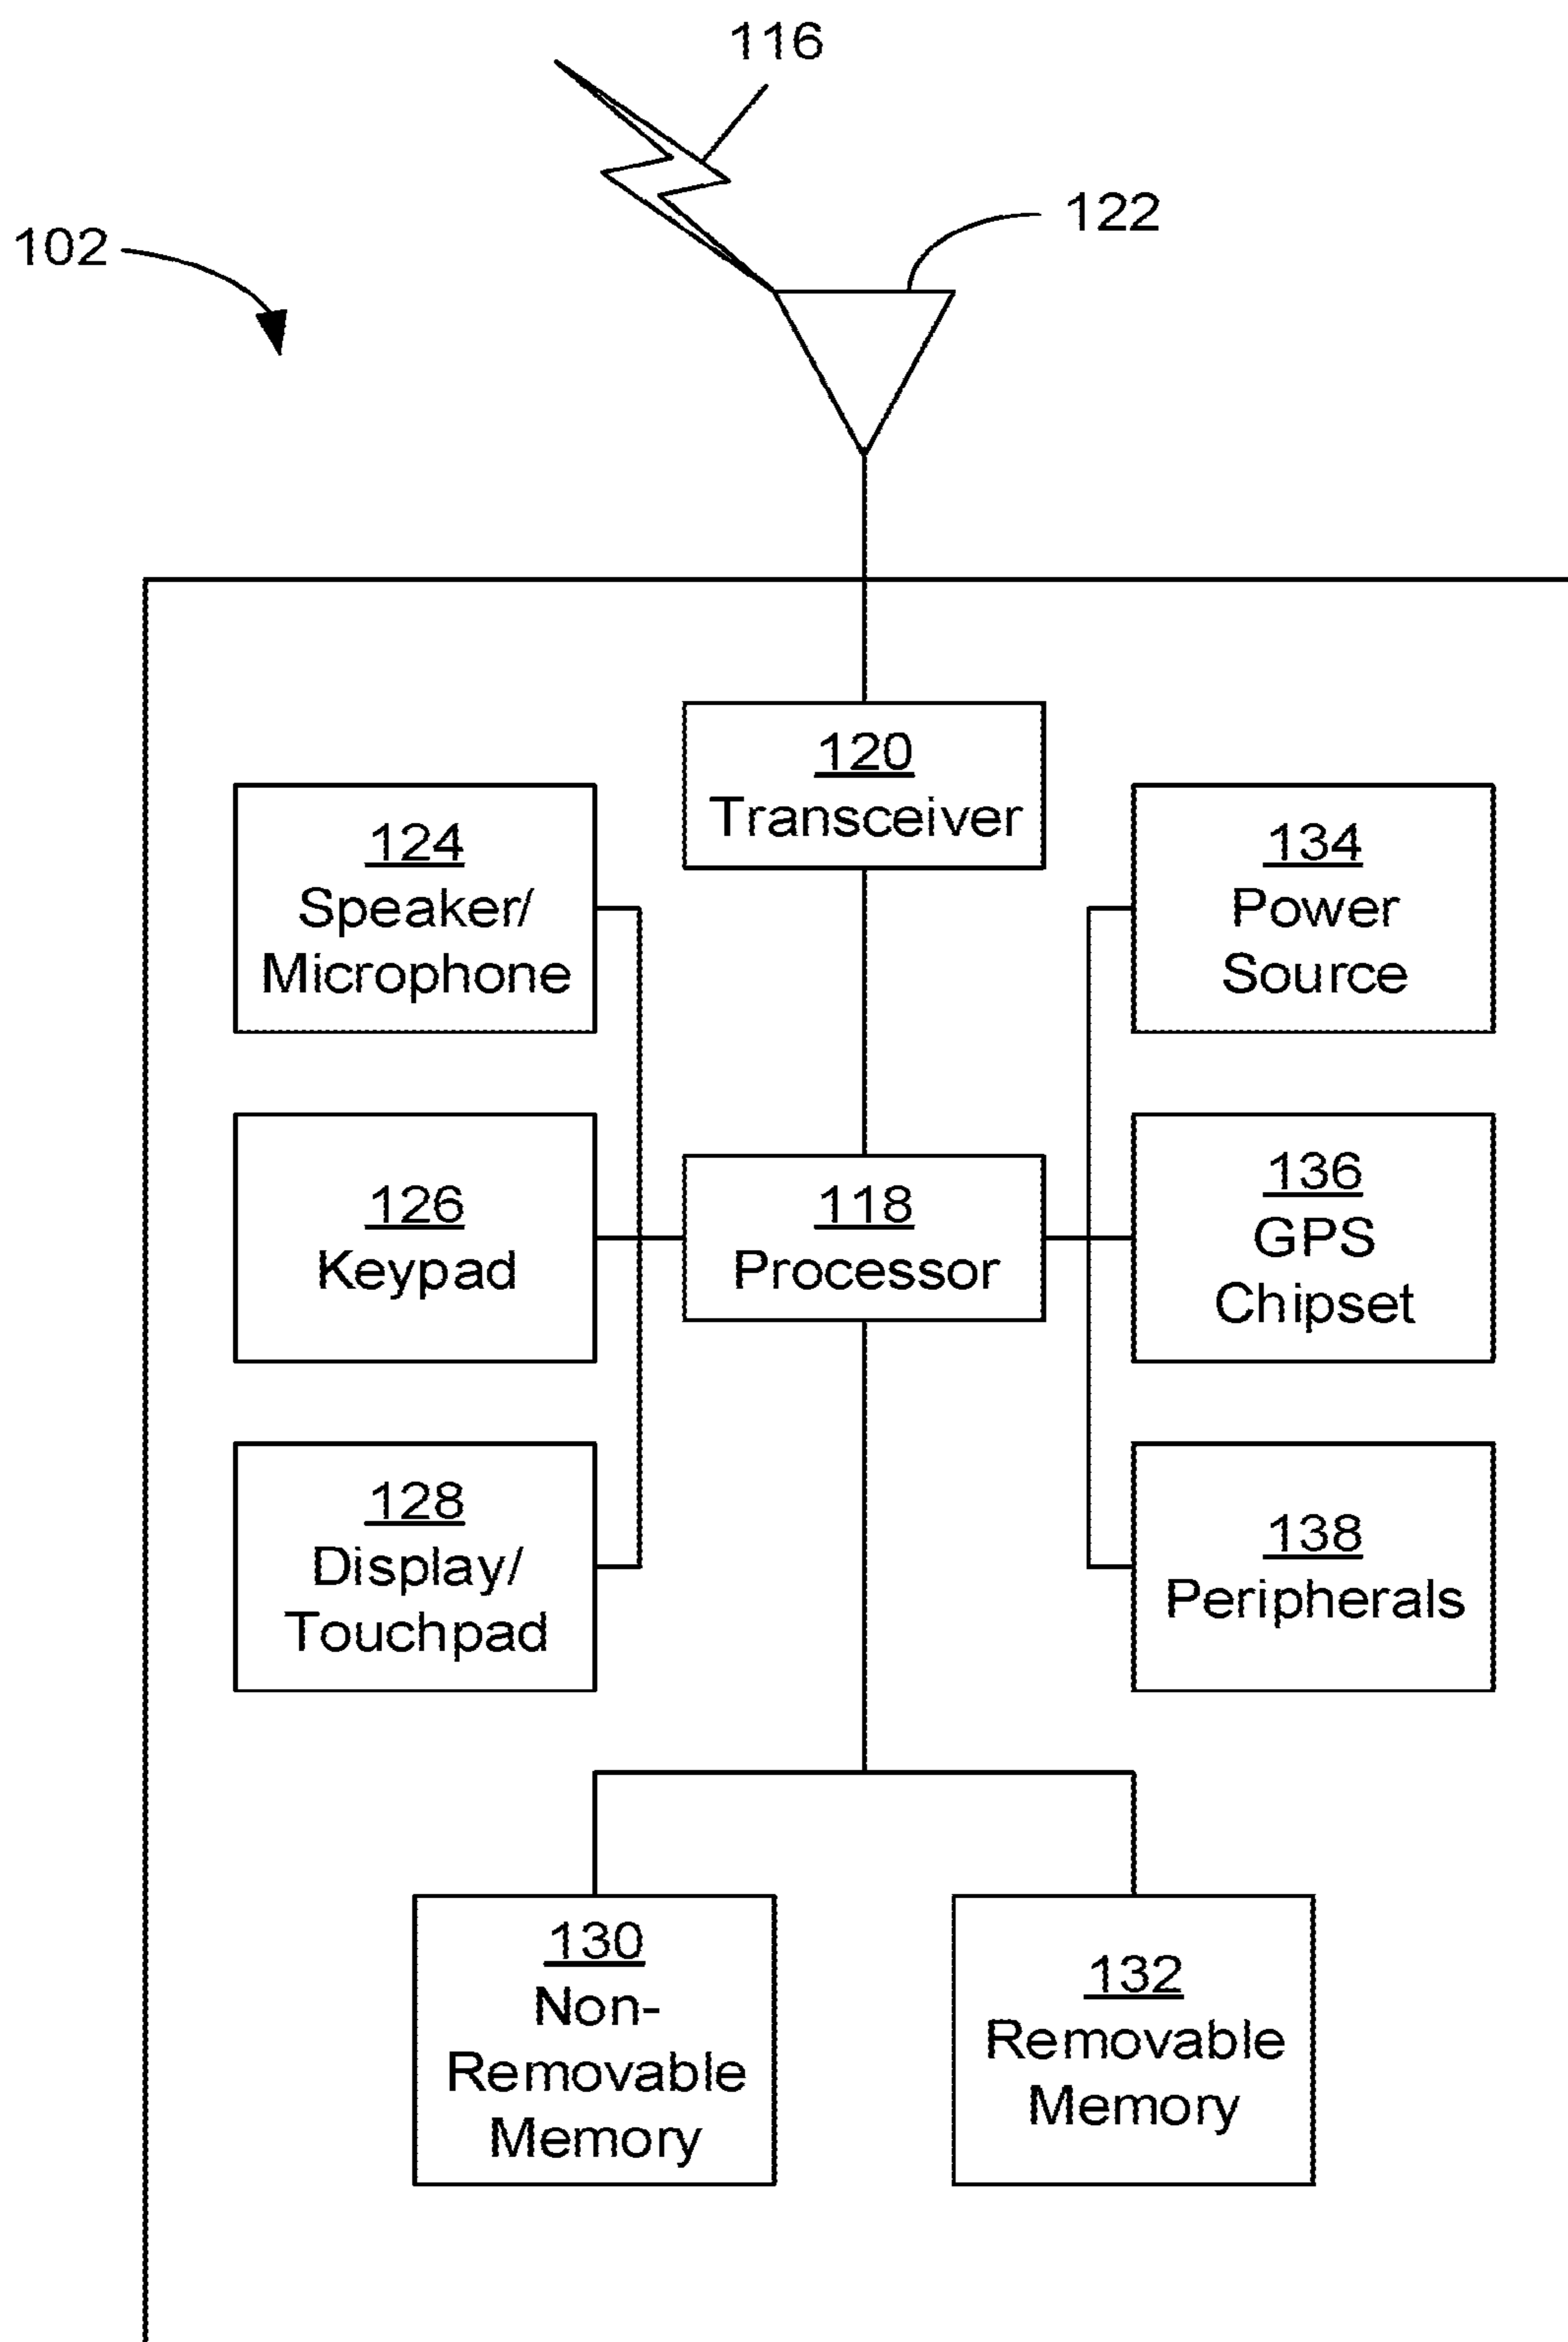 116
122
102
120
Transceiver
124
Speaker/
Microphone
134
Power
Source
126
Keypad
118
Processor
136
GPS
Chipset
128
Display/
Touchpad
138
Peripherals
130
Non-
Removable
Memory
132
Removable
Memory